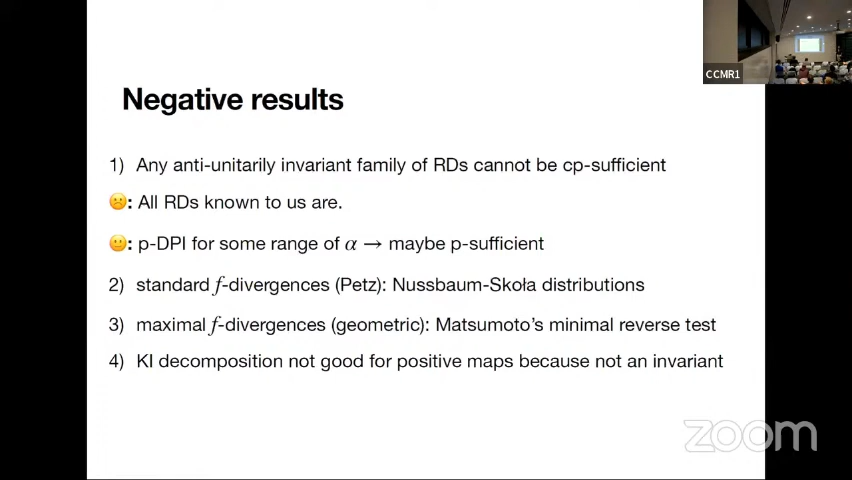 CCMR1
Negative results
1) Any anti-unitarily invariant family of RDs cannot be cp-sufficient
☹️: All RDs known to us are.
🙂: p-DPI for some range of α → maybe p-sufficient
2) standard f-divergences (Petz): Nussbaum-Skoła distributions
3) maximal f-divergences (geometric): Matsumoto's minimal reverse test
4) KI decomposition not good for positive maps because not an invariant
zoom